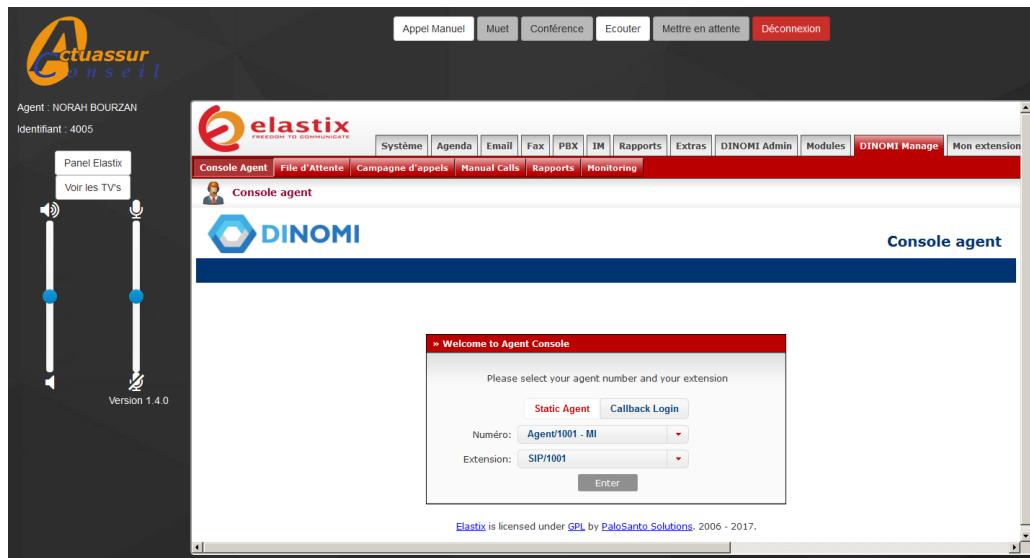 Appel Manuel Muet Conférence Ecouter Mettre en attente Déconnexion
Actuassur
Conseil
Agent : NORAH BOURZAN
Identifiant : 4005
Panel Elastix
Voir les TV's
Version 1.4.0
elastix
FREEDOM TO COMMUNICATE
Système Agenda Email Fax PBX IM Rapports Extras DINOMI Admin Modules DINOMI Manage Mon extension
Console Agent File d'Attente Campagne d'appels Manual Calls Rapports Monitoring
Console agent
DINOMI
Console agent
» Welcome to Agent Console
Please select your agent number and your extension
Static Agent Callback Login
Numéro: Agent/1001 - MI
Extension: SIP/1001
Enter
Elastix is licensed under GPL by PaloSanto Solutions. 2006 - 2017.